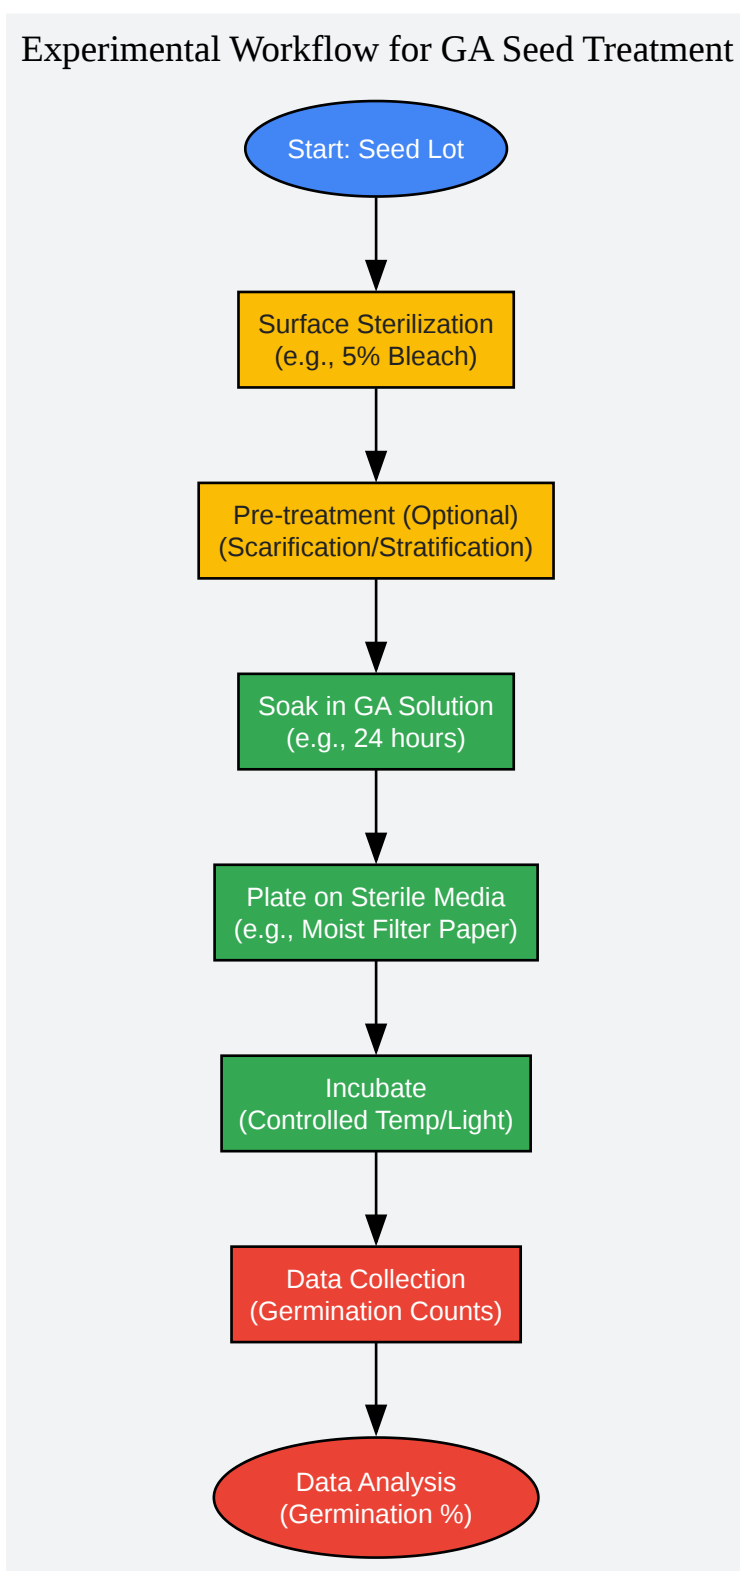 Experimental Workflow for GA Seed Treatment
Start: Seed Lot
Surface Sterilization
(e.g., 5% Bleach)
Pre-treatment (Optional)
(Scarification/Stratification)
Soak in GA Solution
(e.g., 24 hours)
Plate on Sterile Media
(e.g., Moist Filter Paper)
Incubate
(Controlled Temp/Light)
Data Collection
(Germination Counts)
Data Analysis
(Germination %)